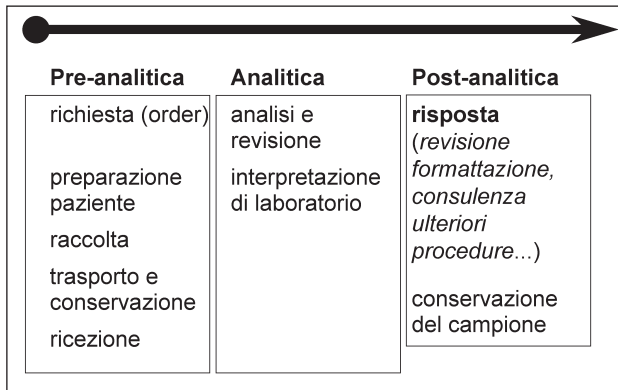 Pre-analitica
richiesta (order)
preparazione
paziente
raccolta
trasporto e
conservazione
ricezione
Analitica
analisi e
revisione
interpretazione
di laboratorio
Post-analitica
risposta
(revisione
formattazione,
consulenza
ulteriori
procedure...)
conservazione
del campione